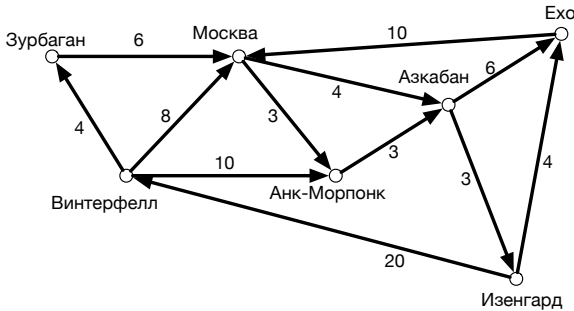 Ехо
Москва
10
Зурбаган
6
Азкабан
6
4
4
8
3
3
3
4
10
Анк-Морпонк
Винтерфелл
20
Изенгард